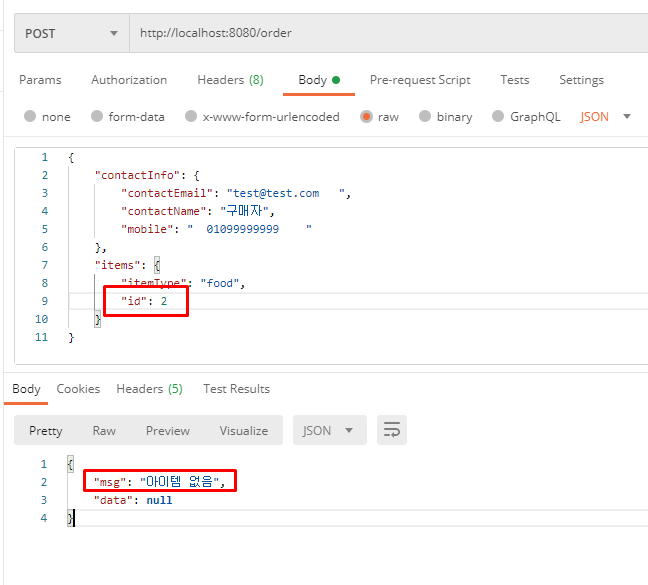 POST http://localhost:8080/order
Params Authorization Headers (8) Body Pre-request Script Tests Settings
none form-data x-www-form-urlencoded raw binary GraphQL JSON
1 {
2 "contactInfo": {
3 "contactEmail": "test@test.com   ",
4 "contactName": "구매자",
5 "mobile": "  01099999999    "
6 },
7 "items": {
8 "itemType": "food",
9 "id": 2
10 }
11 }
Body Cookies Headers (5) Test Results
Pretty Raw Preview Visualize JSON
1 {
2 "msg": "아이템 없음",
3 "data": null
4 }